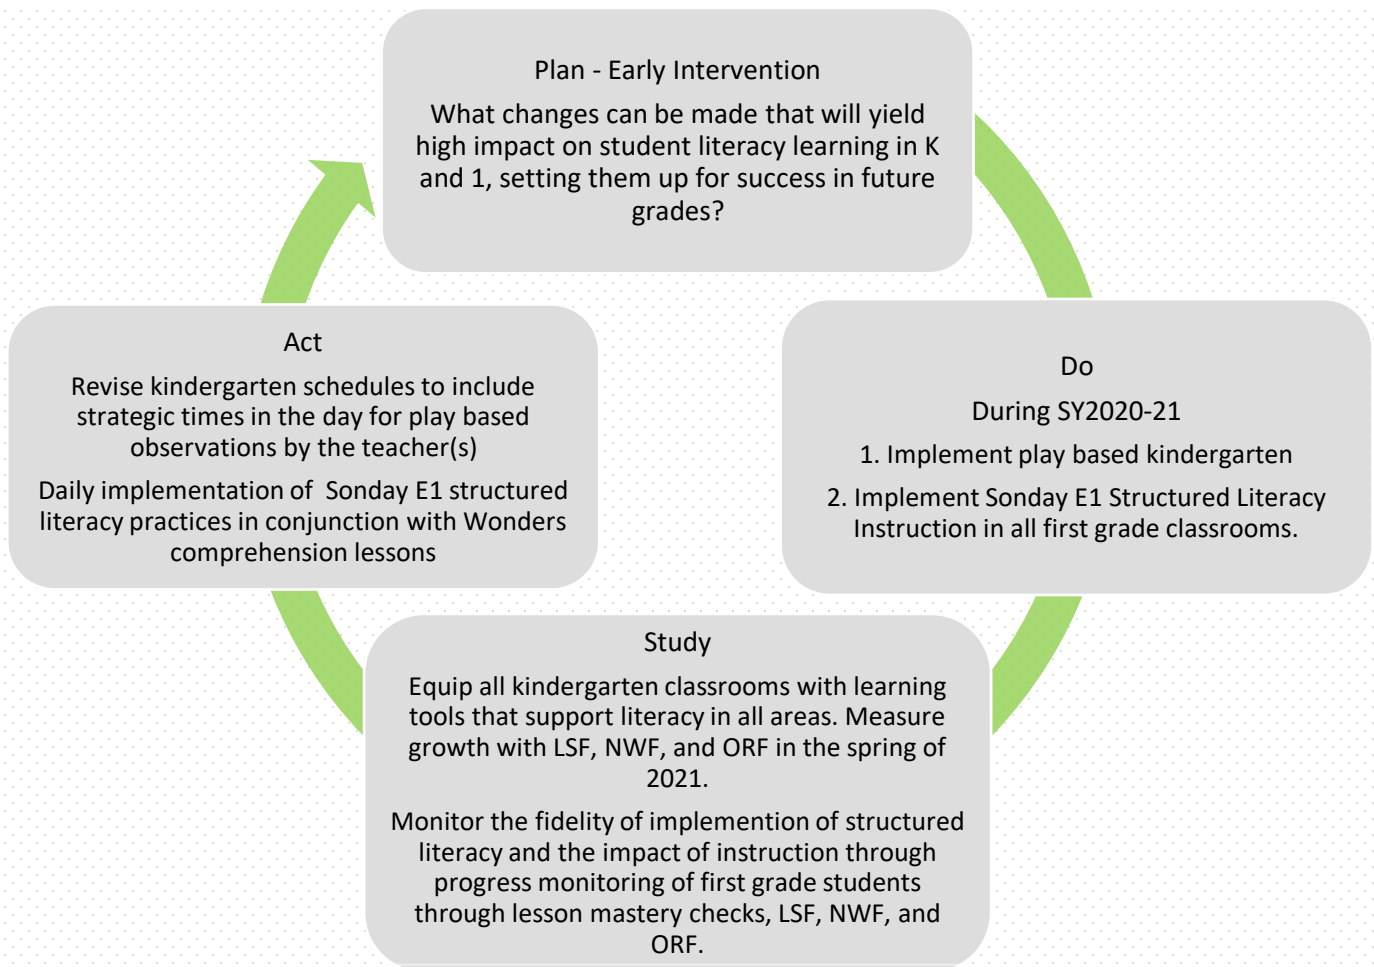 Plan - Early Intervention
What changes can be made that will yield
high impact on student literacy learning in K
and 1, setting them up for success in future
grades?
Do
During SY2020-21
1. Implement play based kindergarten
2. Implement Sonday E1 Structured Literacy
Instruction in all first grade classrooms.
Study
Equip all kindergarten classrooms with learning
tools that support literacy in all areas. Measure
growth with LSF, NWF, and ORF in the spring of
2021.
Monitor the fidelity of implemention of structured
literacy and the impact of instruction through
progress monitoring of first grade students
through lesson mastery checks, LSF, NWF, and
ORF.
Act
Revise kindergarten schedules to include
strategic times in the day for play based
observations by the teacher(s)
Daily implementation of  Sonday E1 structured
literacy practices in conjunction with Wonders
comprehension lessons